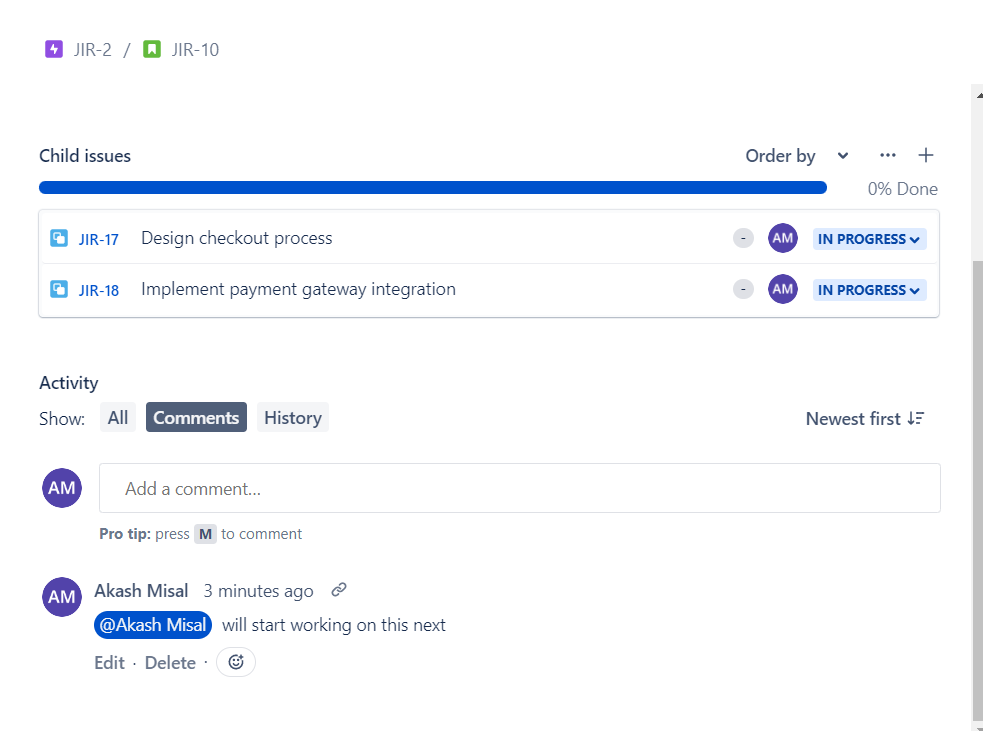 JIR-2 / JIR-10
Child issues Order by
0% Done
JIR-17 Design checkout process - AM IN PROGRESS
JIR-18 Implement payment gateway integration - AM IN PROGRESS
Activity
Show: All Comments History Newest first
AM Add a comment...
Pro tip: press M to comment
AM Akash Misal 3 minutes ago
@Akash Misal will start working on this next
Edit · Delete ·